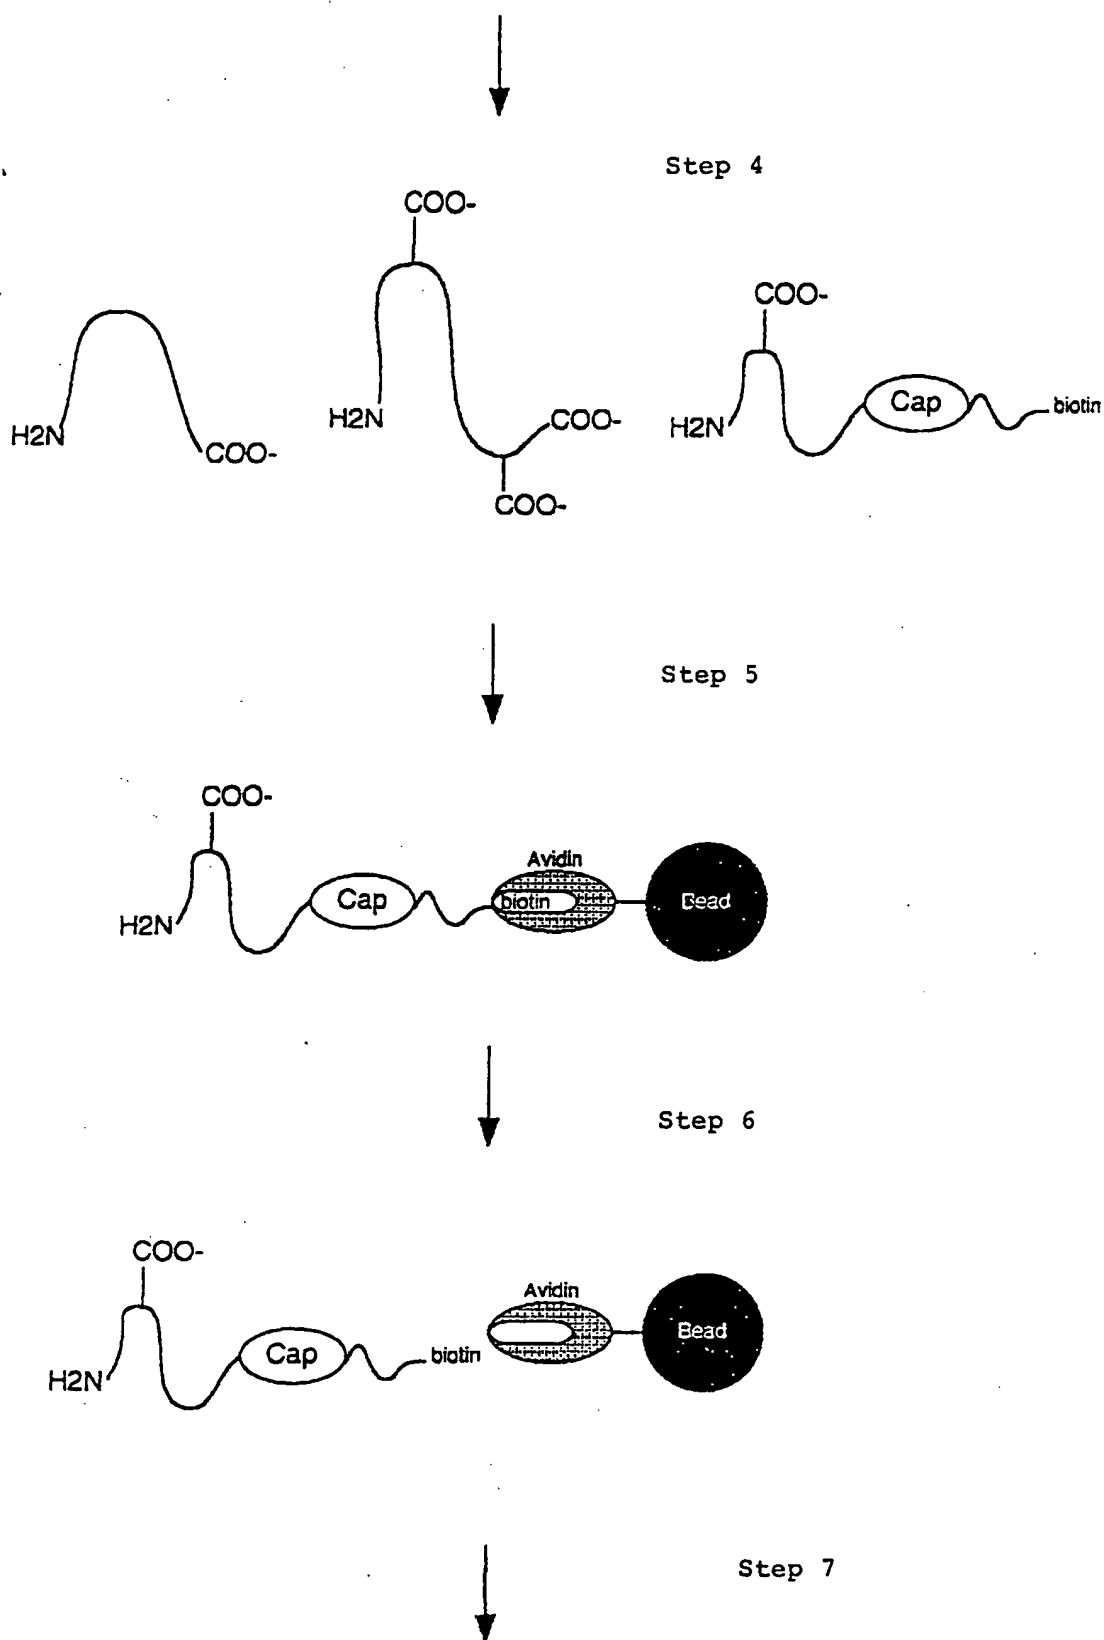 Step 4
COO-
COO-
H2N
COO-
H2N
COO-
COO-
H2N
Cap
biotin
Step 5
COO-
Avidin
Cap
biotin
Bead
H2N
Step 6
COO-
Avidin
Bead
Cap
biotin
H2N
Step 7